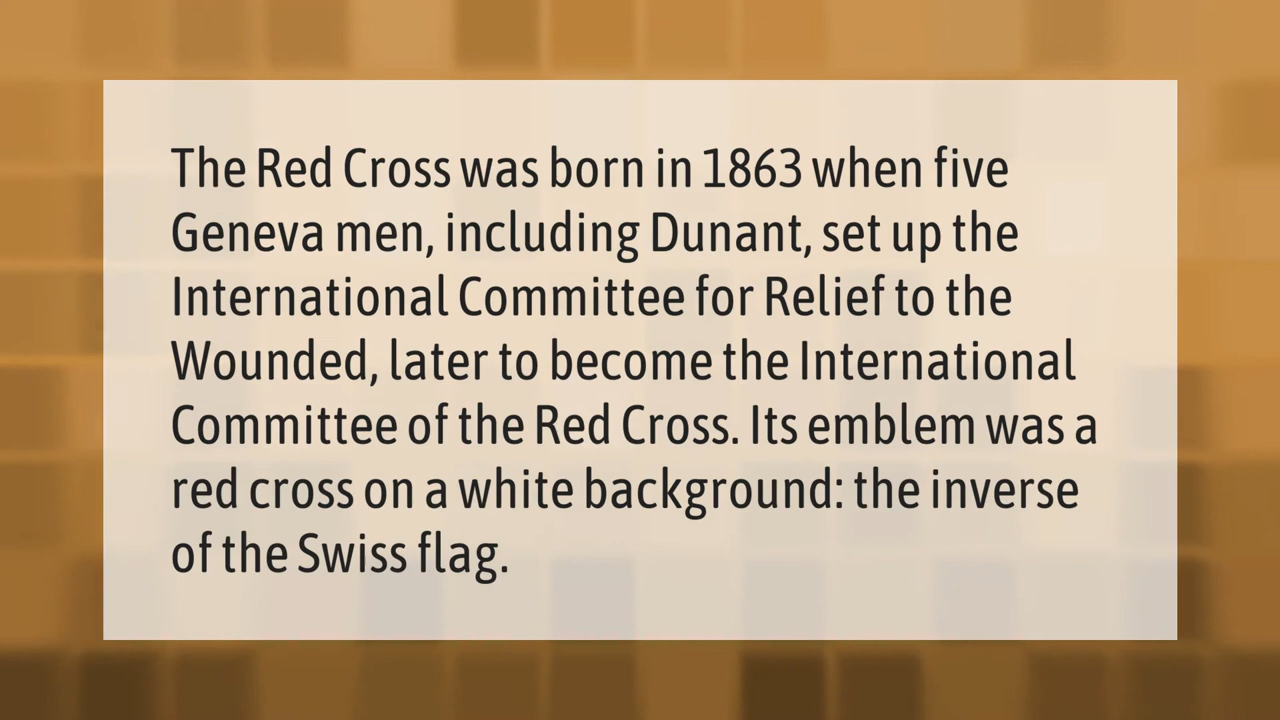 The Red Cross was born in 1863 when five
Geneva men, including Dunant, set up the
International Committee for Relief to the
Wounded, later to become the International
Committee of the Red Cross. Its emblem was a
red cross on a white background: the inverse
of the Swiss flag.